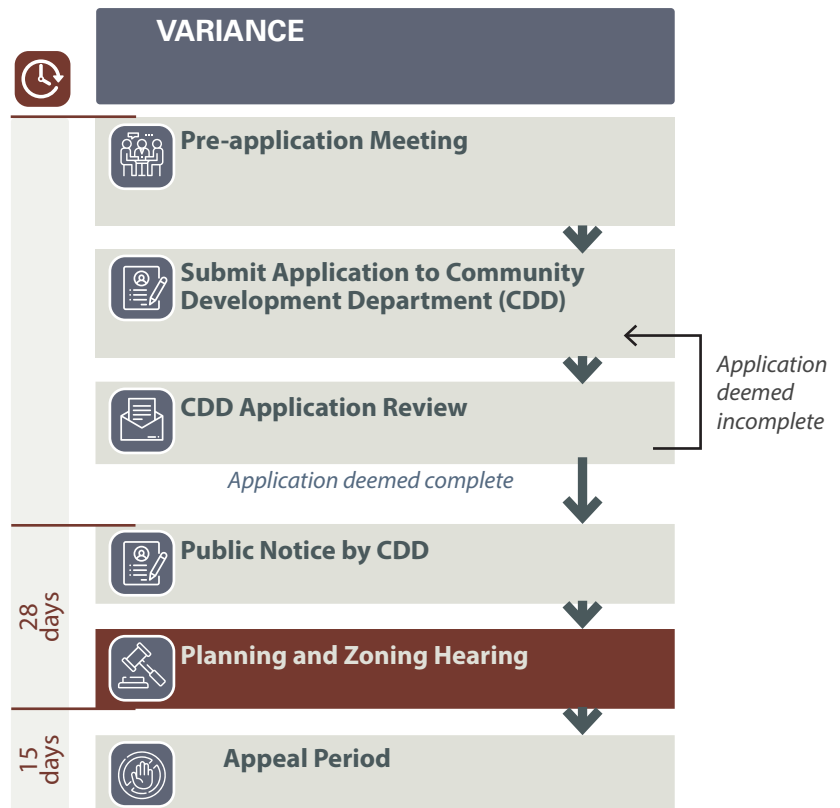 VARIANCE
Pre-application Meeting
Submit Application to Community
Development Department (CDD)
Application
deemed
incomplete
CDD Application Review
Application deemed complete
Public Notice by CDD
28
days
Planning and Zoning Hearing
15
days
Appeal Period